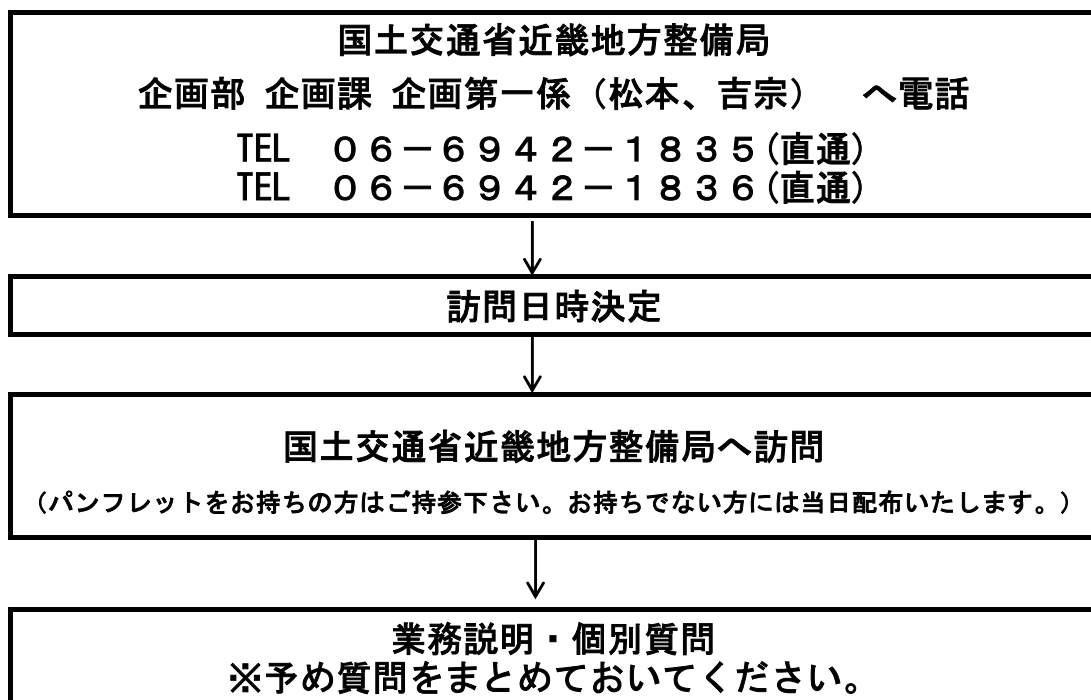 国土交通省近畿地方整備局
企画部 企画課 企画第一係（松本、吉宗） へ電話
TEL ０６－６９４２－１８３５(直通)
TEL ０６－６９４２－１８３６(直通)
訪問日時決定
国土交通省近畿地方整備局へ訪問
（パンフレットをお持ちの方はご持参下さい。お持ちでない方には当日配布いたします。）
業務説明・個別質問
※予め質問をまとめておいてください。